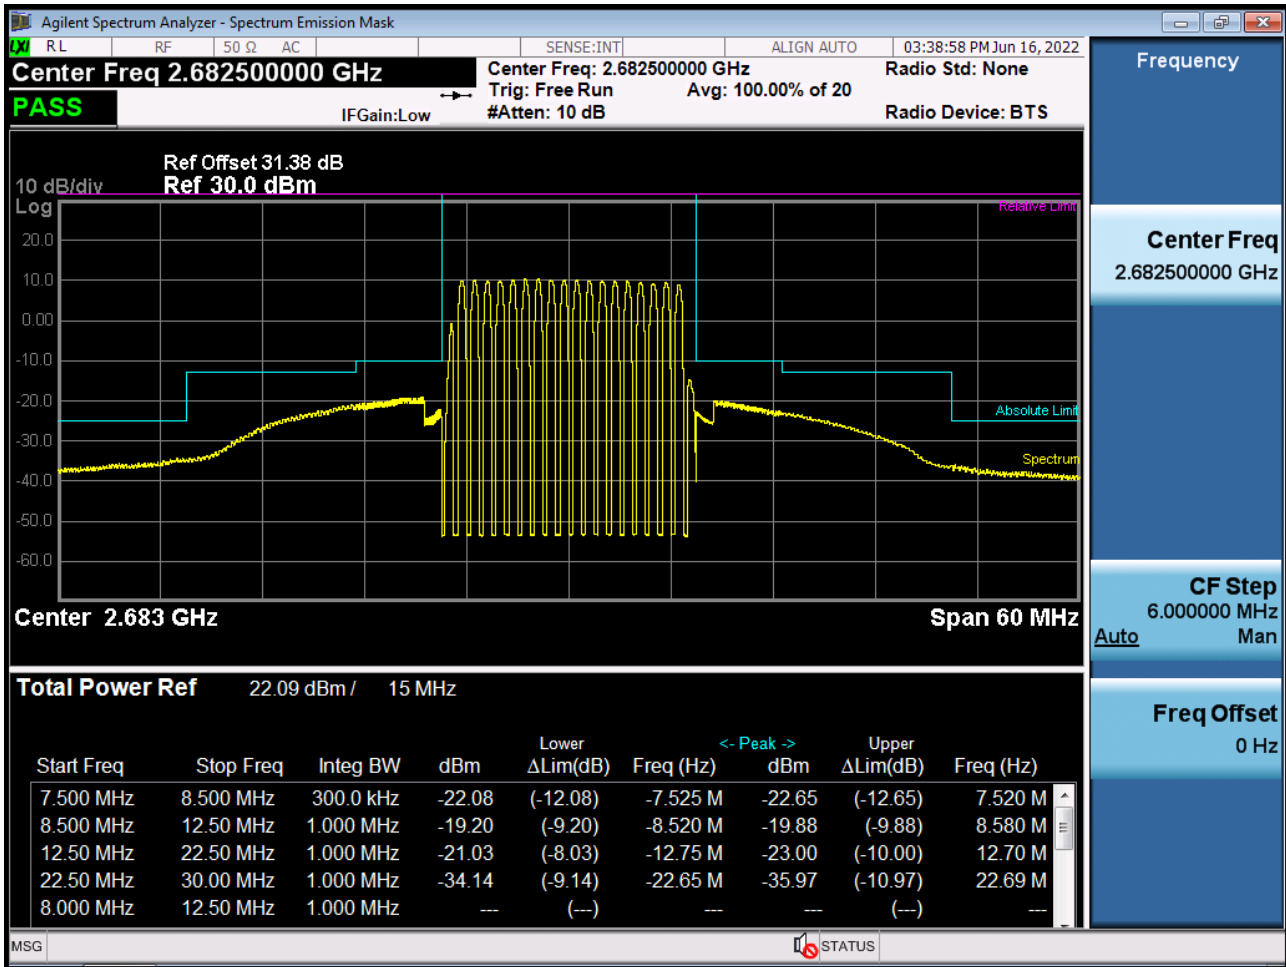 Agilent Spectrum Analyzer - Spectrum Emission Mask
LXI RL RF 50 Ω AC SENSE:INT ALIGN AUTO 03:38:58 PM Jun 16, 2022
Center Freq 2.682500000 GHz
Center Freq: 2.682500000 GHz Radio Std: None
Trig: Free Run Avg: 100.00% of 20
PASS
IFGain:Low #Atten: 10 dB Radio Device: BTS
Ref Offset 31.38 dB
10 dB/div Ref 30.0 dBm
Log
Relative Limit
20.0
10.0
0.00
-10.0
-20.0
Absolute Limit
-30.0
Spectrum
-40.0
-50.0
-60.0
Center 2.683 GHz Span 60 MHz
Total Power Ref 22.09 dBm / 15 MHz
Lower <- Peak -> Upper
Start Freq Stop Freq Integ BW dBm ΔLim(dB) Freq (Hz) dBm ΔLim(dB) Freq (Hz)
7.500 MHz 8.500 MHz 300.0 kHz -22.08 (-12.08) -7.525 M -22.65 (-12.65) 7.520 M
8.500 MHz 12.50 MHz 1.000 MHz -19.20 (-9.20) -8.520 M -19.88 (-9.88) 8.580 M
12.50 MHz 22.50 MHz 1.000 MHz -21.03 (-8.03) -12.75 M -23.00 (-10.00) 12.70 M
22.50 MHz 30.00 MHz 1.000 MHz -34.14 (-9.14) -22.65 M -35.97 (-10.97) 22.69 M
8.000 MHz 12.50 MHz 1.000 MHz --- (---) --- --- (---) ---
MSG STATUS
Frequency
Center Freq
2.682500000 GHz
CF Step
6.000000 MHz
Auto Man
Freq Offset
0 Hz